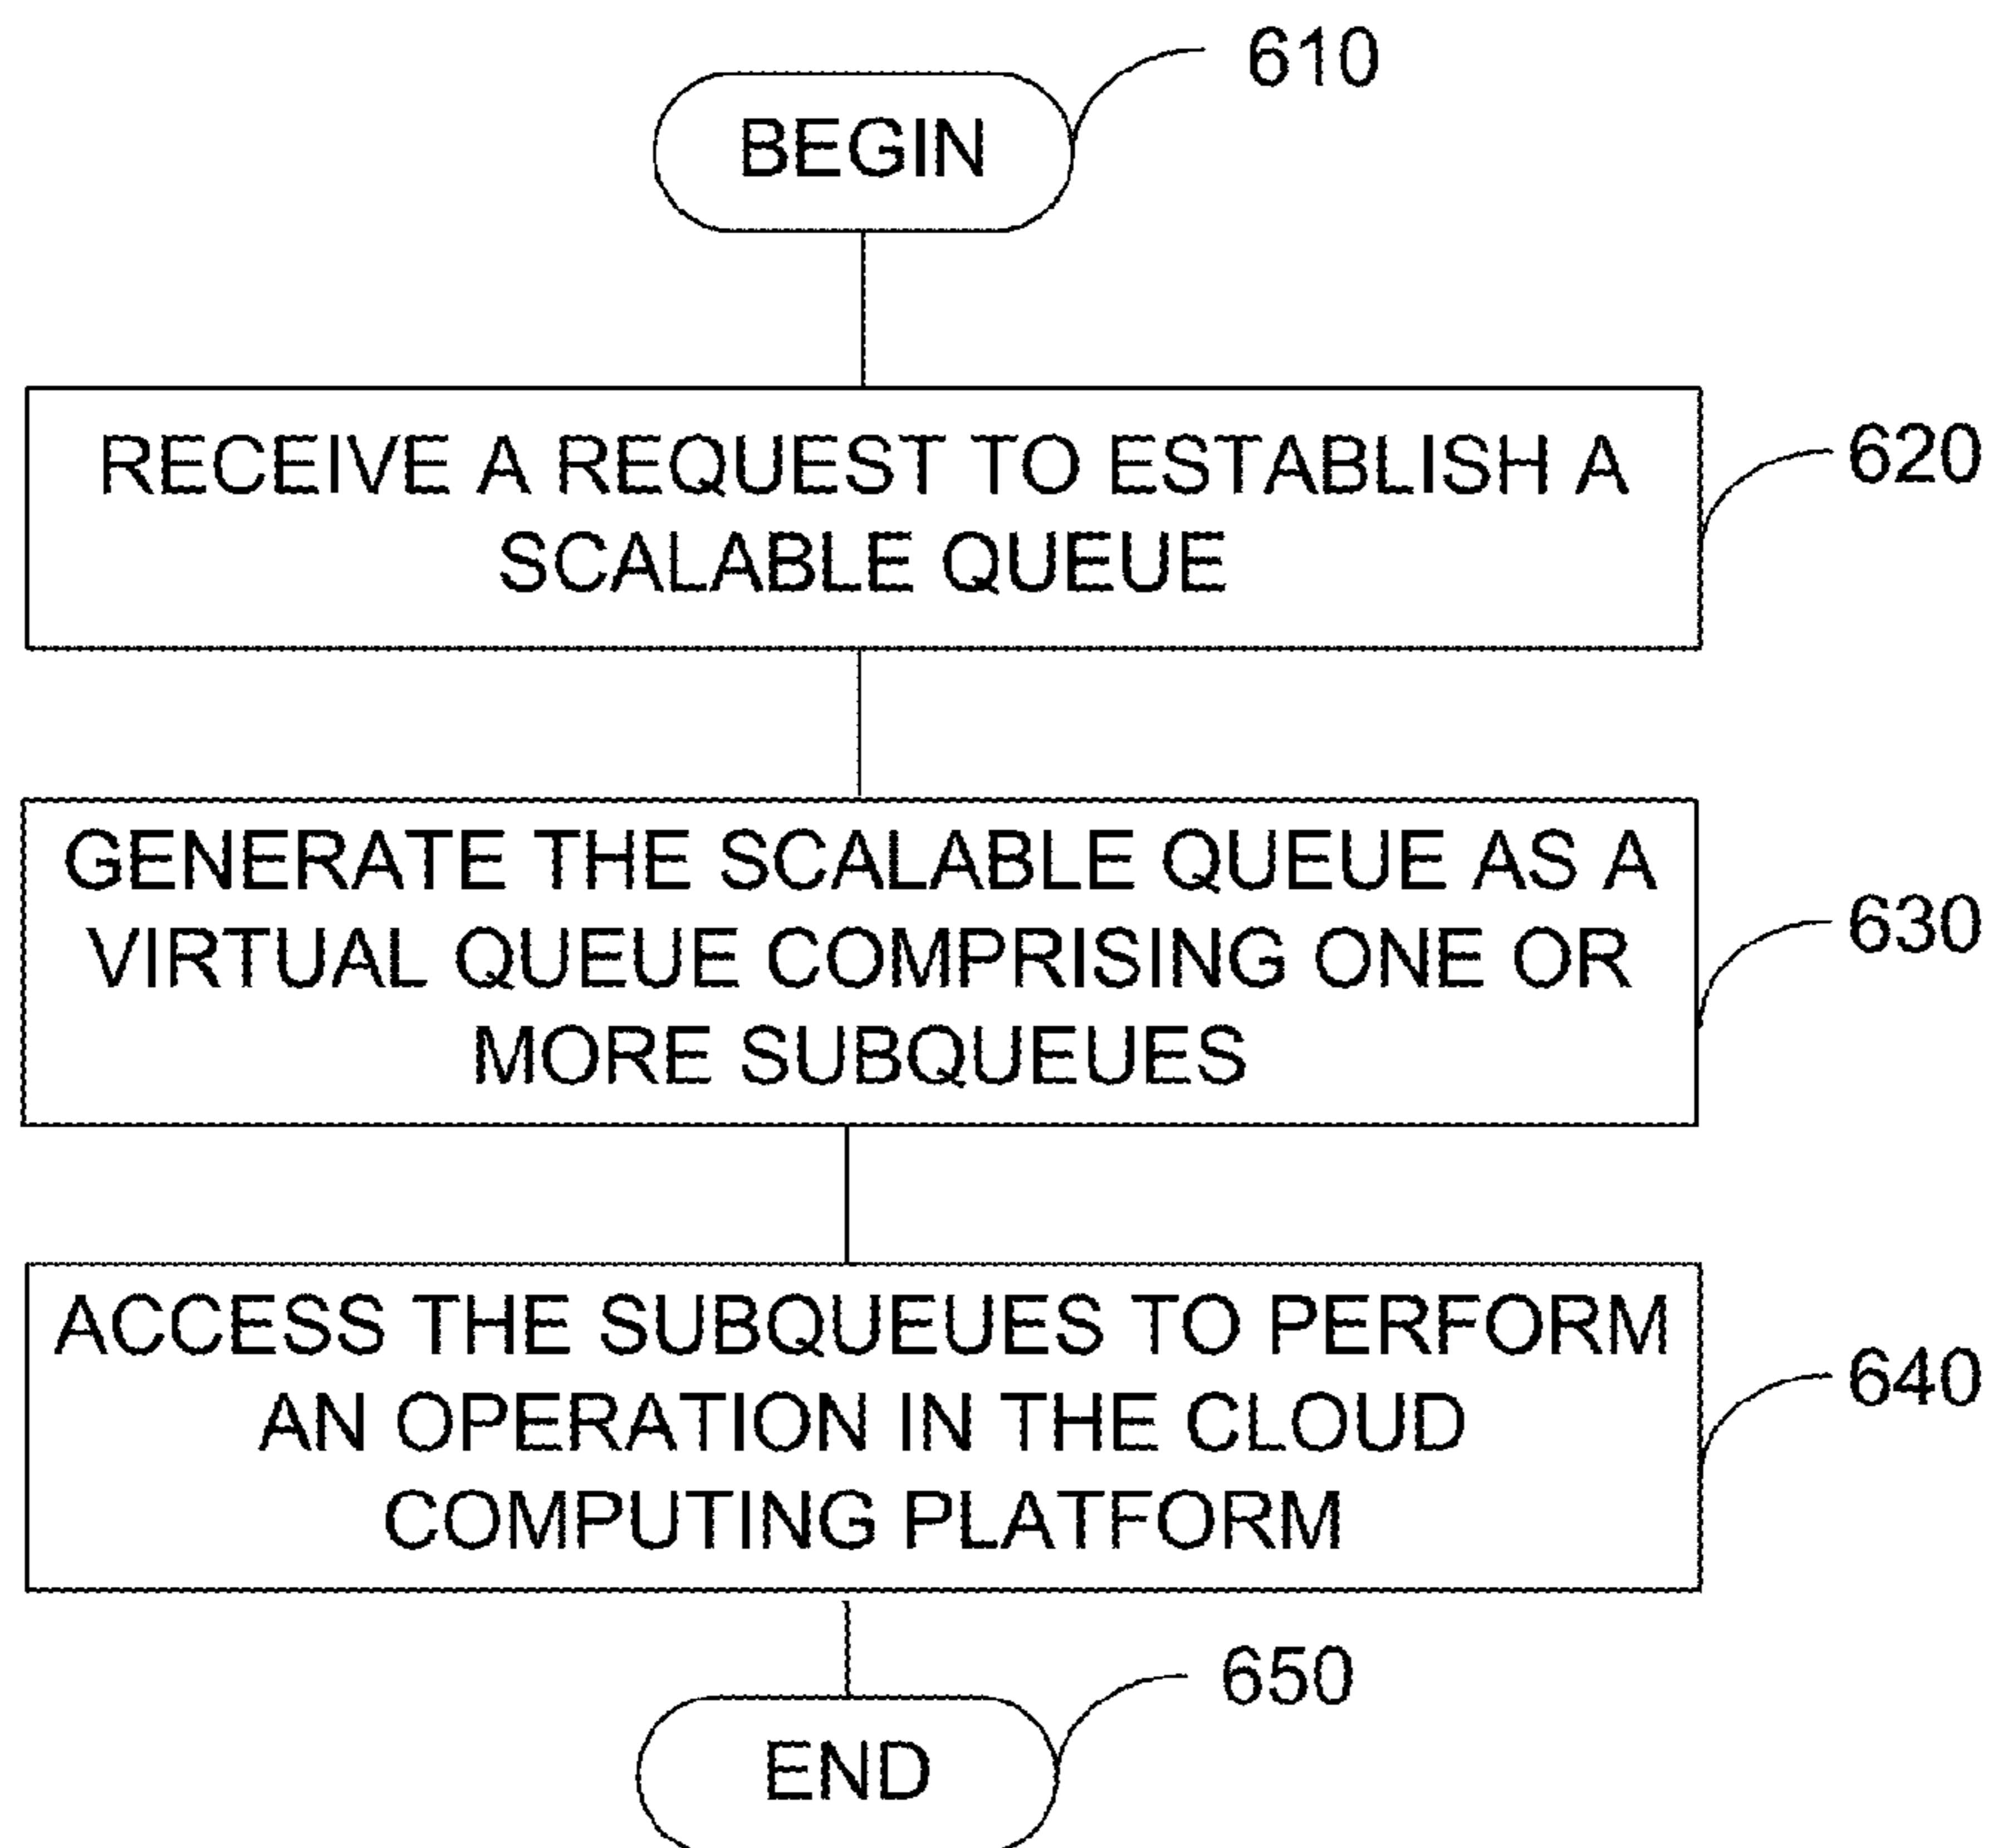 610
BEGIN
RECEIVE A REQUEST TO ESTABLISH A
SCALABLE QUEUE
620
GENERATE THE SCALABLE QUEUE AS A
VIRTUAL QUEUE COMPRISING ONE OR
MORE SUBQUEUES
630
ACCESS THE SUBQUEUES TO PERFORM
AN OPERATION IN THE CLOUD
COMPUTING PLATFORM
640
650
END